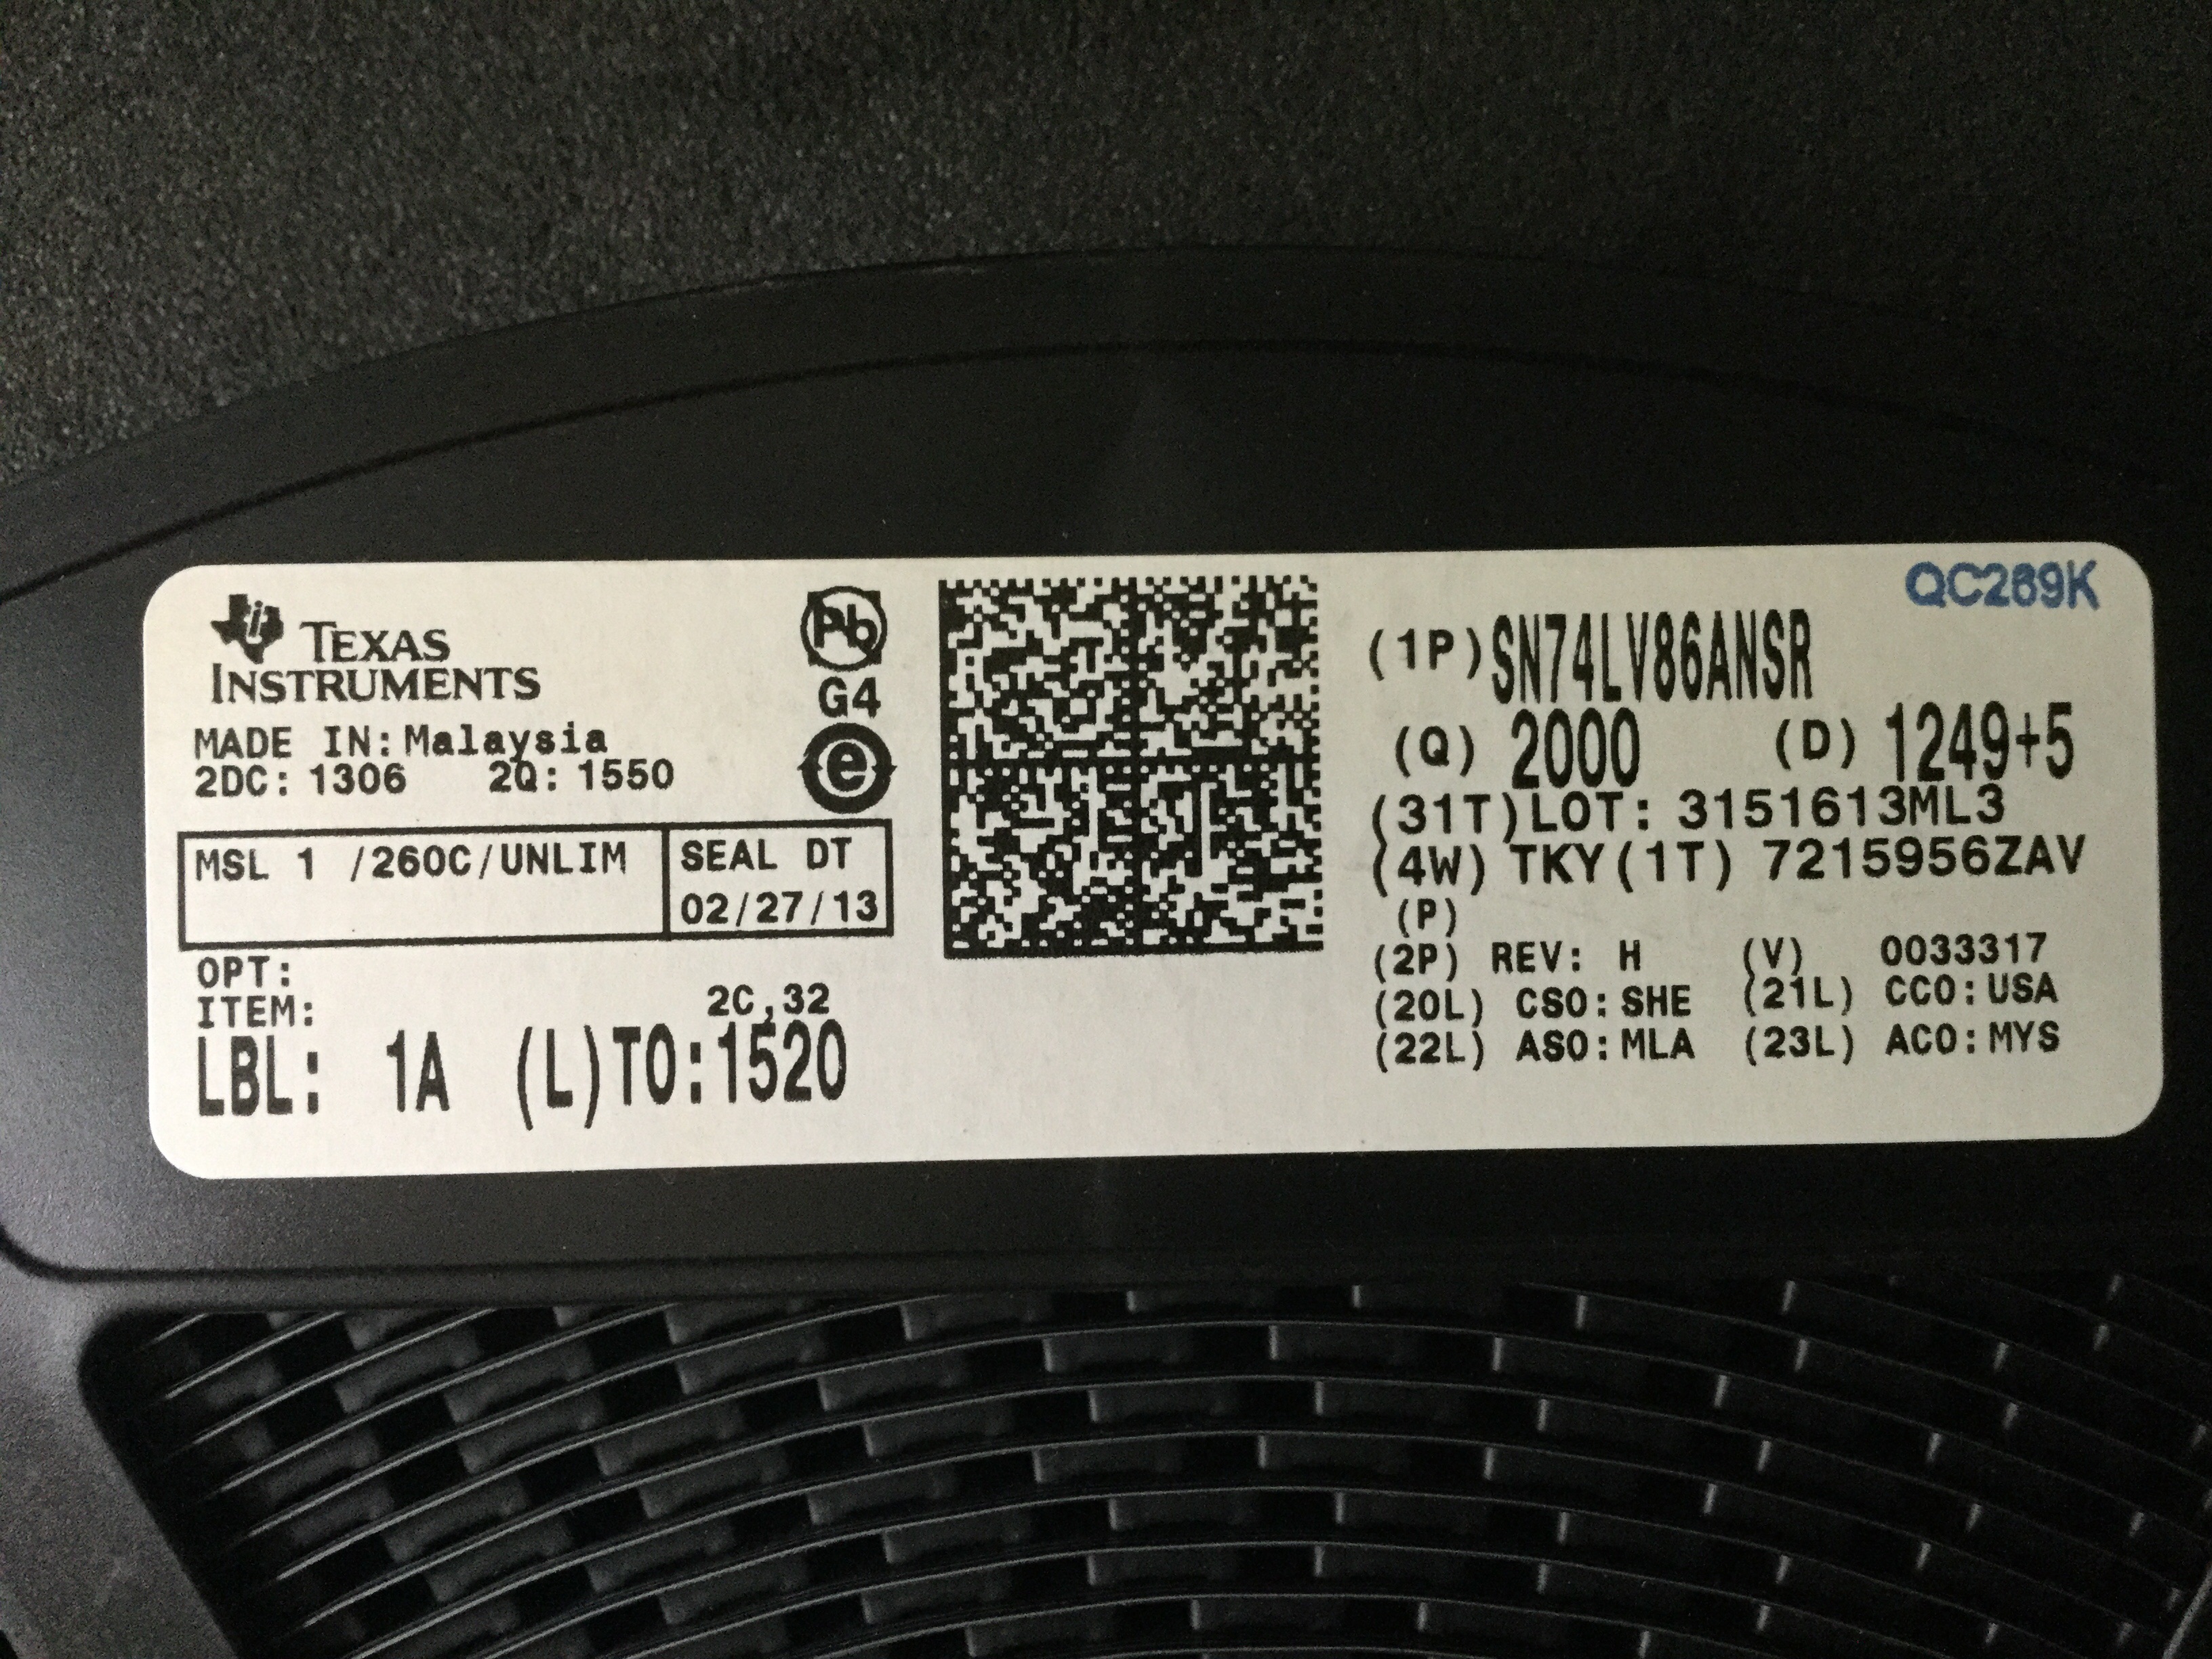 TEXAS
INSTRUMENTS
MADE IN: Malaysia
2DC: 1306 2Q: 1550
Pb
G4
e
MSL 1 /260C/UNLIM
SEAL DT
02/27/13
OPT:
ITEM:
2C,32
LBL: 1A (L)TO:1520
QC269K
(1P)SN74LV86ANSR
(Q) 2000 (D) 1249+5
(31T)LOT: 3151613ML3
(4W) TKY(1T) 7215956ZAV
(P)
(2P) REV: H (V) 0033317
(20L) CSO:SHE (21L) CCO:USA
(22L) ASO:MLA (23L) ACO:MYS